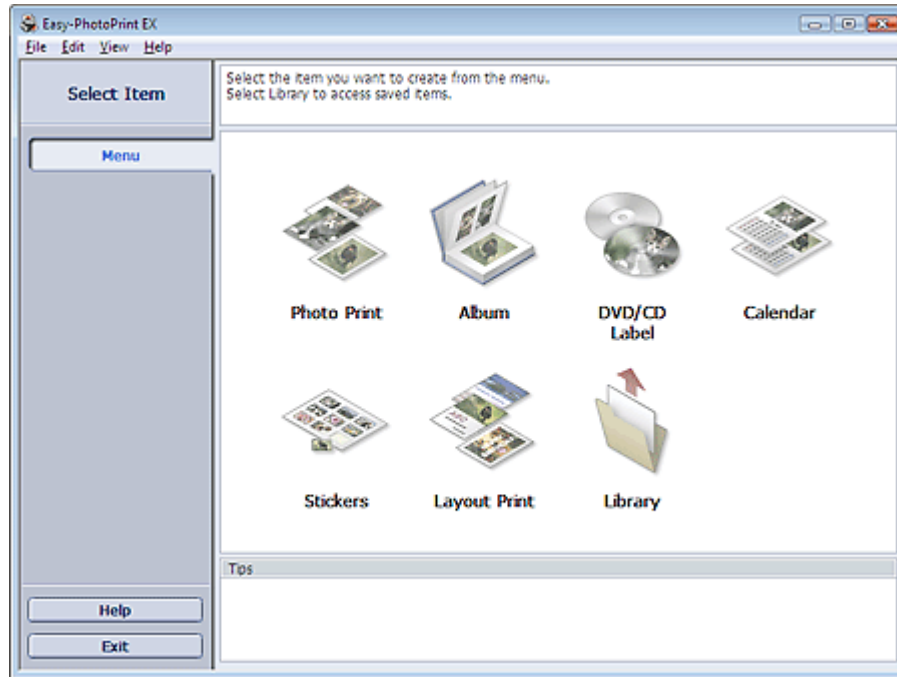 Easy-PhotoPrint EX
File Edit View Help
Select Item
Select the item you want to create from the menu.
Select Library to access saved items.
Menu
Photo Print
Album
DVD/CD
Label
Calendar
Stickers
Layout Print
Library
Tips
Help
Exit